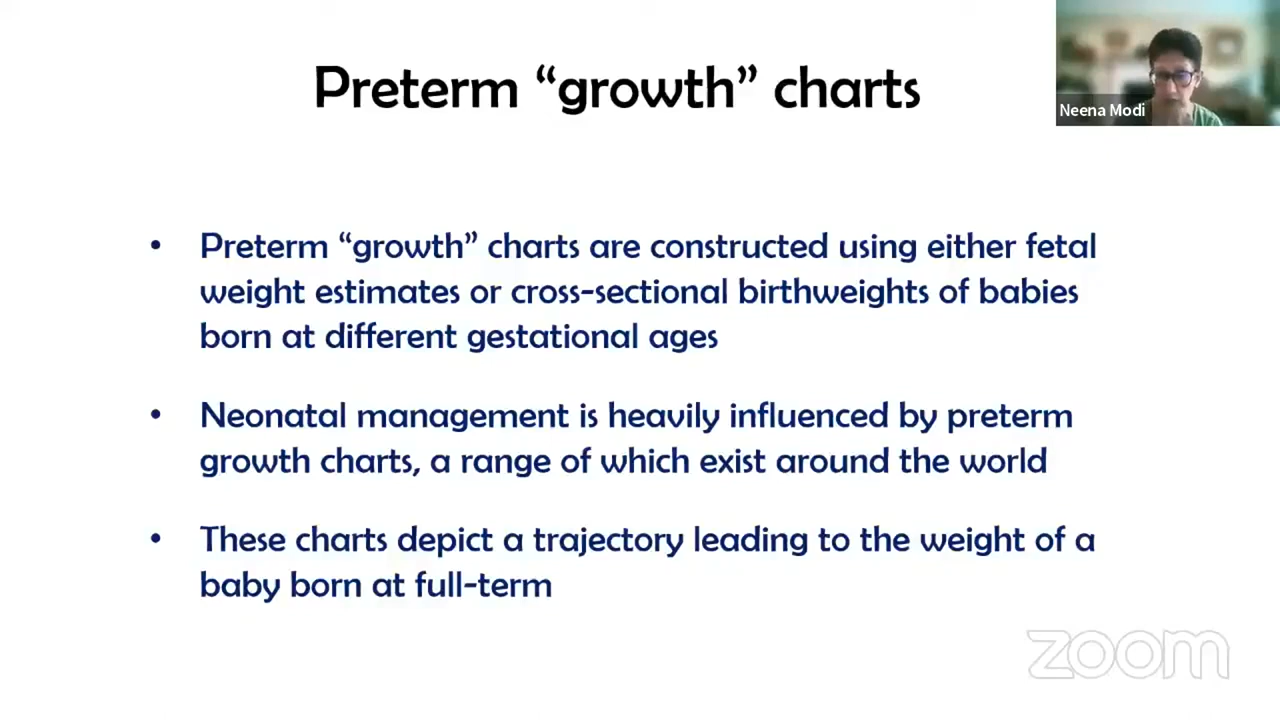 Preterm “growth” charts
Neena Modi
• Preterm “growth” charts are constructed using either fetal
weight estimates or cross-sectional birthweights of babies
born at different gestational ages
• Neonatal management is heavily influenced by preterm
growth charts, a range of which exist around the world
• These charts depict a trajectory leading to the weight of a
baby born at full-term
zoom